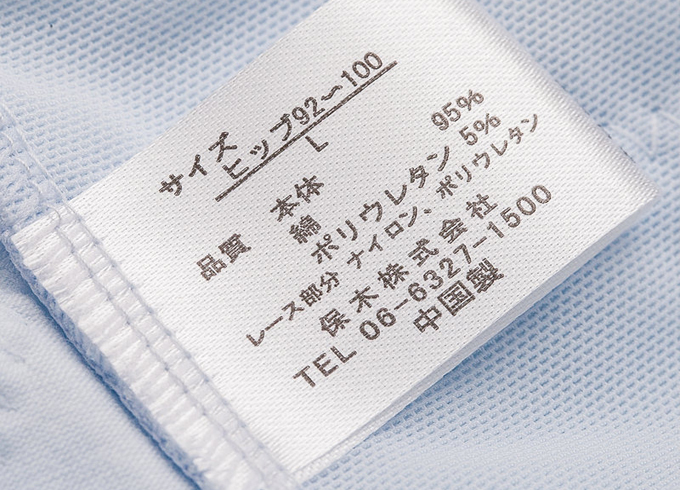 サイズ
ヒップ92〜100
L
品質 本体
綿 95%
ポリウレタン 5%
レース部分 ナイロン、ポリウレタン
保木株式会社
TEL 06-6327-1500
中国製